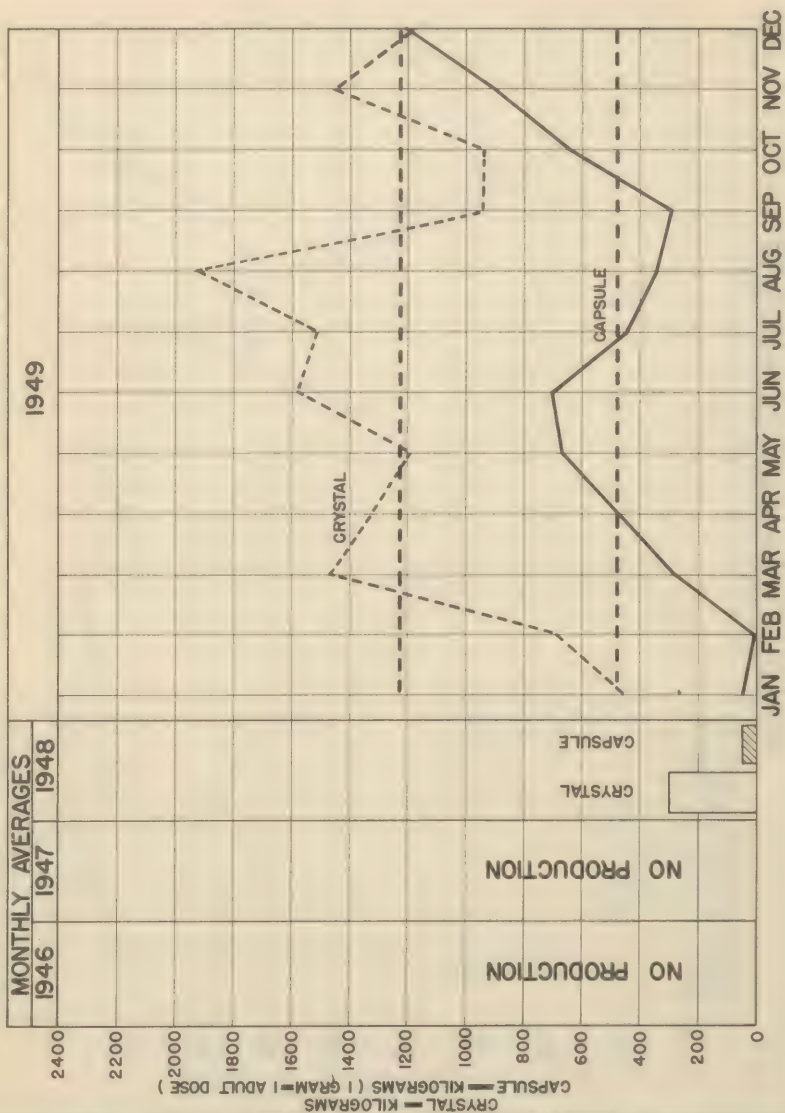 MONTHLY AVERAGES
1946
1947
1948
1949
2400
2200
2000
1800
1600
1400
1200
1000
800
600
400
200
0
CRYSTAL — KILOGRAMS
CAPSULE — KILOGRAMS ( 1 GRAM = 1 ADULT DOSE )
NO PRODUCTION
NO PRODUCTION
CRYSTAL
CAPSULE
CRYSTAL
CAPSULE
JAN FEB MAR APR MAY JUN JUL AUG SEP OCT NOV DEC